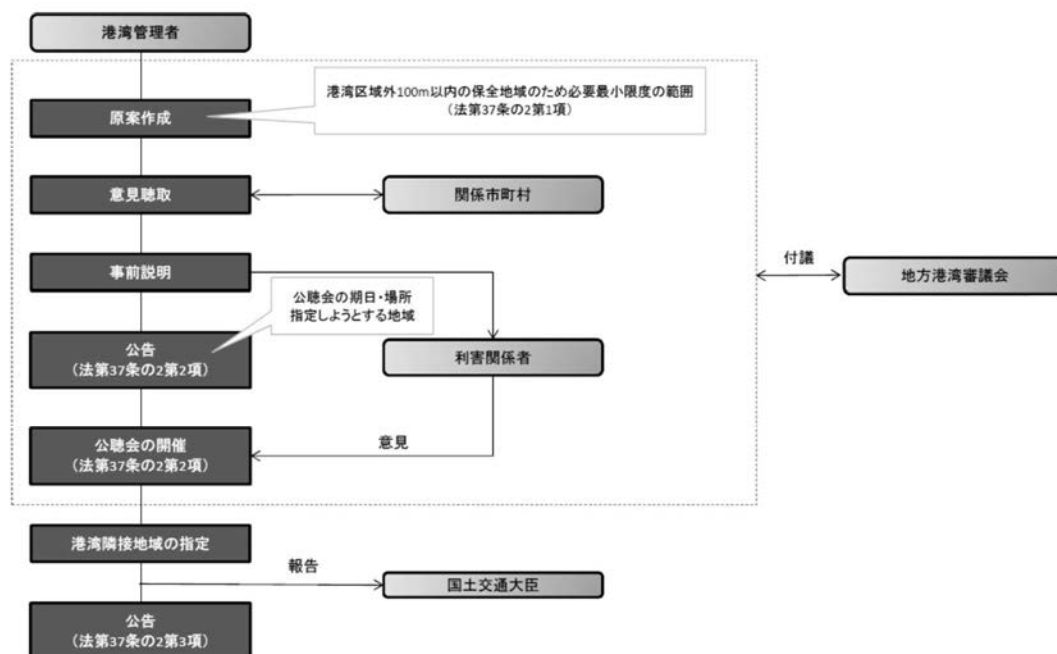 港湾管理者
原案作成
港湾区域外100m以内の保全地域のため必要最小限度の範囲
（法第37条の2第1項）
意見聴取
関係市町村
事前説明
付議
地方港湾審議会
公聴会の期日・場所
指定しようとする地域
公告
（法第37条の2第2項）
利害関係者
公聴会の開催
（法第37条の2第2項）
意見
港湾隣接地域の指定
報告
国土交通大臣
公告
（法第37条の2第3項）